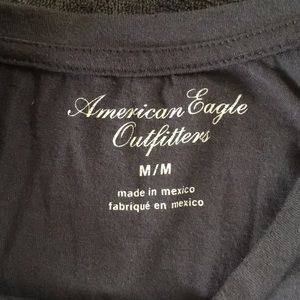 American Eagle
Outfitters
M/M
made in mexico
fabriqué en mexico